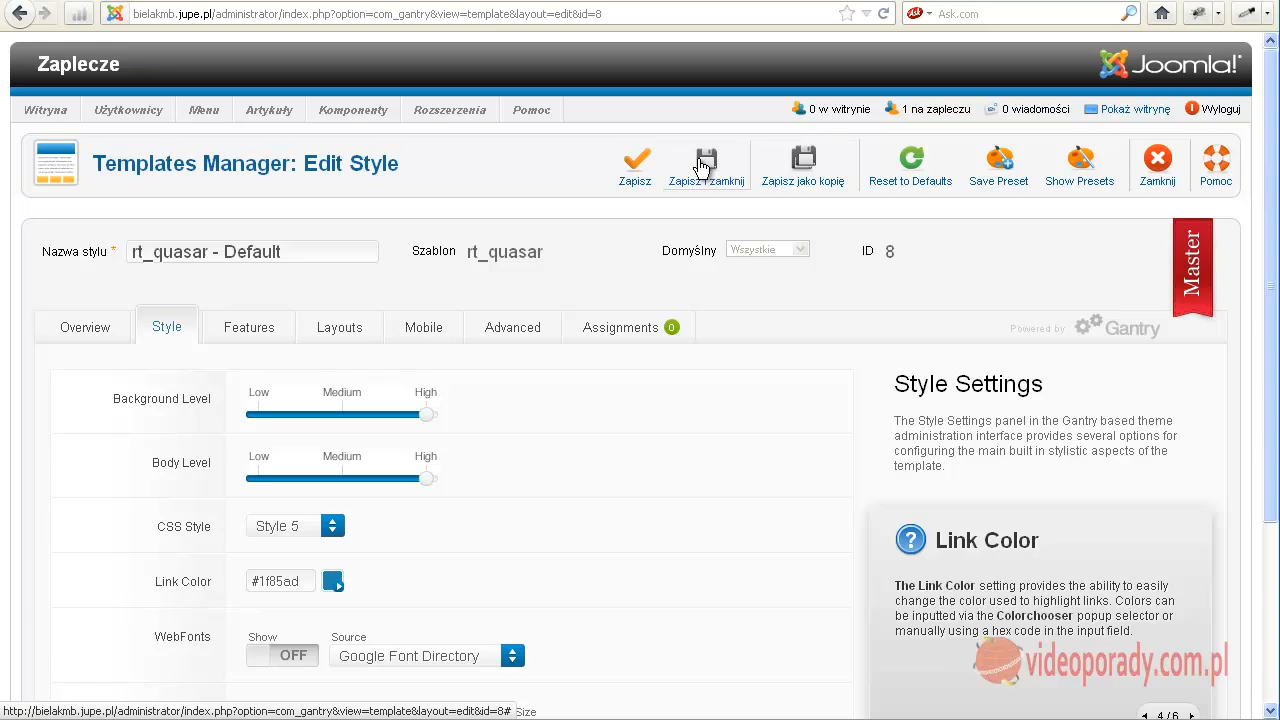 bielakmb.jupe.pl/administrator/index.php?option=com_gantry&view=template&layout=edit&id=8
ask
Ask.com
Zaplecze
Joomla!
Witryna Użytkownicy Menu Artykuły Komponenty Rozszerzenia Pomoc
0 w witrynie 1 na zapleczu 0 wiadomości Pokaż witrynę Wyloguj
Templates Manager: Edit Style
Zapisz Zapisz i zamknij Zapisz jako kopię Reset to Defaults Save Preset Show Presets Zamknij Pomoc
Nazwa stylu * rt_quasar - Default Szablon rt_quasar Domyślny Wszystkie ID 8
Master
Overview Style Features Layouts Mobile Advanced Assignments 0
Powered by Gantry
Background Level Low Medium High
Body Level Low Medium High
CSS Style Style 5
Link Color #1f85ad
WebFonts Show Source
OFF Google Font Directory
Size
Style Settings
The Style Settings panel in the Gantry based theme
administration interface provides several options for
configuring the main built in stylistic aspects of the
template.
? Link Color
The Link Color setting provides the ability to easily
change the color used to highlight links. Colors can
be inputted via the Colorchooser popup selector or
manually using a hex code in the input field.
videoporady.com.pl
4 / 6
http://bielakmb.jupe.pl/administrator/index.php?option=com_gantry&view=template&layout=edit&id=8#